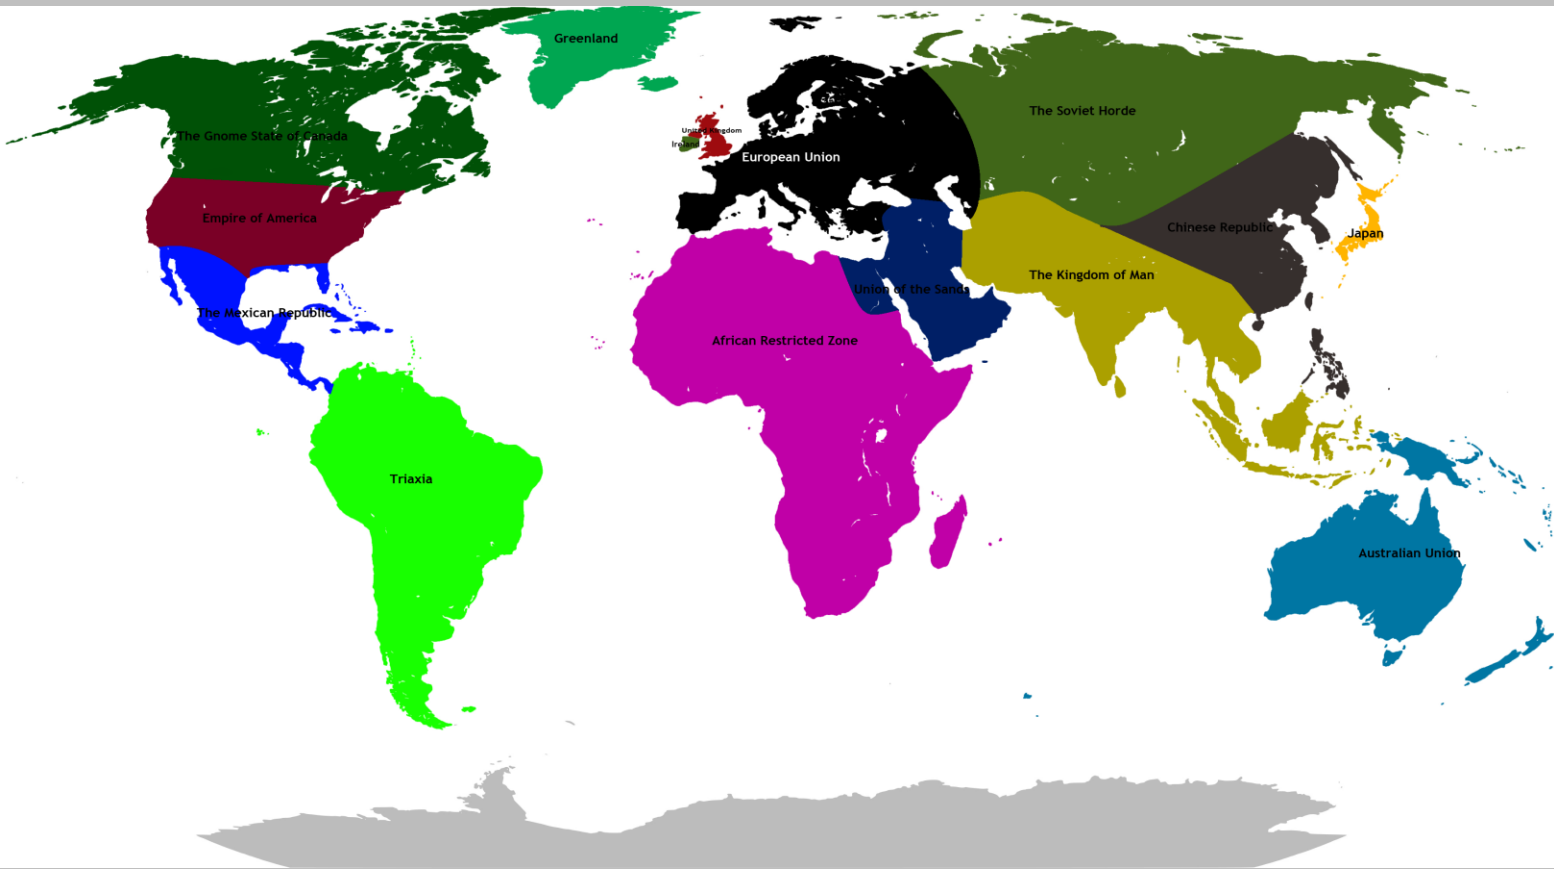 Greenland
The Gnome State of Canada
The Soviet Horde
United Kingdom
Ireland
European Union
Empire of America
Chinese Republic
Japan
The Kingdom of Man
Union of the Sands
The Mexican Republic
African Restricted Zone
Triaxia
Australian Union